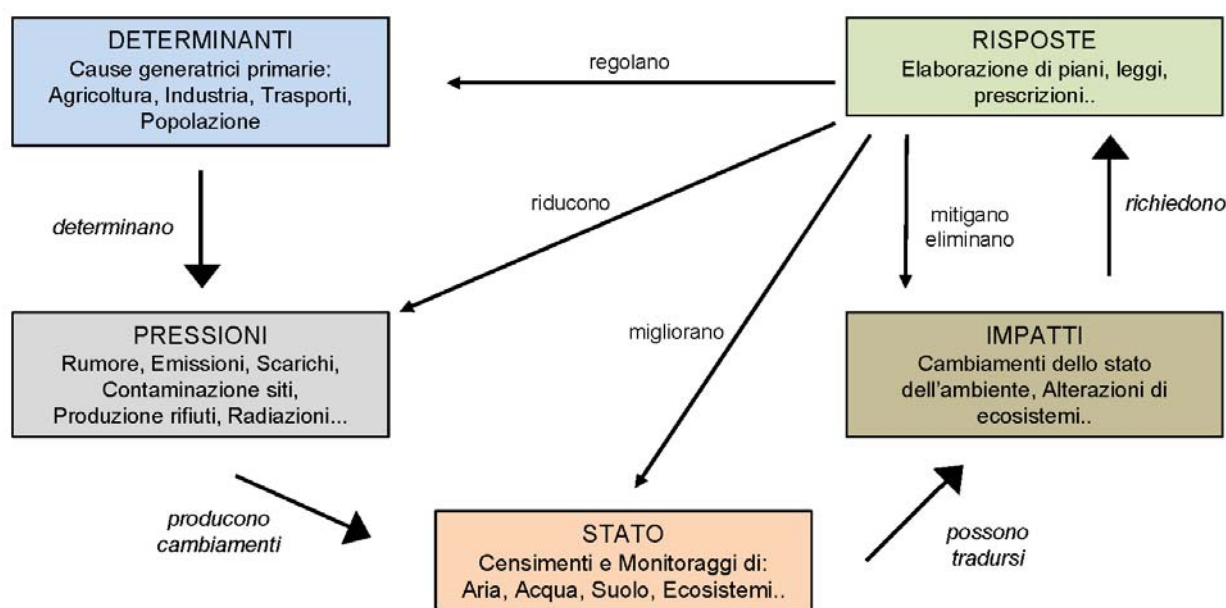 DETERMINANTI
Cause generatrici primarie:
Agricoltura, Industria, Trasporti,
Popolazione
regolano
RISPOSTE
Elaborazione di piani, leggi,
prescrizioni..
determinano
riducono
mitigano
eliminano
richiedono
PRESSIONI
Rumore, Emissioni, Scarichi,
Contaminazione siti,
Produzione rifiuti, Radiazioni...
migliorano
IMPATTI
Cambiamenti dello stato
dell'ambiente, Alterazioni di
ecosistemi..
producono
cambiamenti
STATO
Censimenti e Monitoraggi di:
Aria, Acqua, Suolo, Ecosistemi..
possono
tradursi